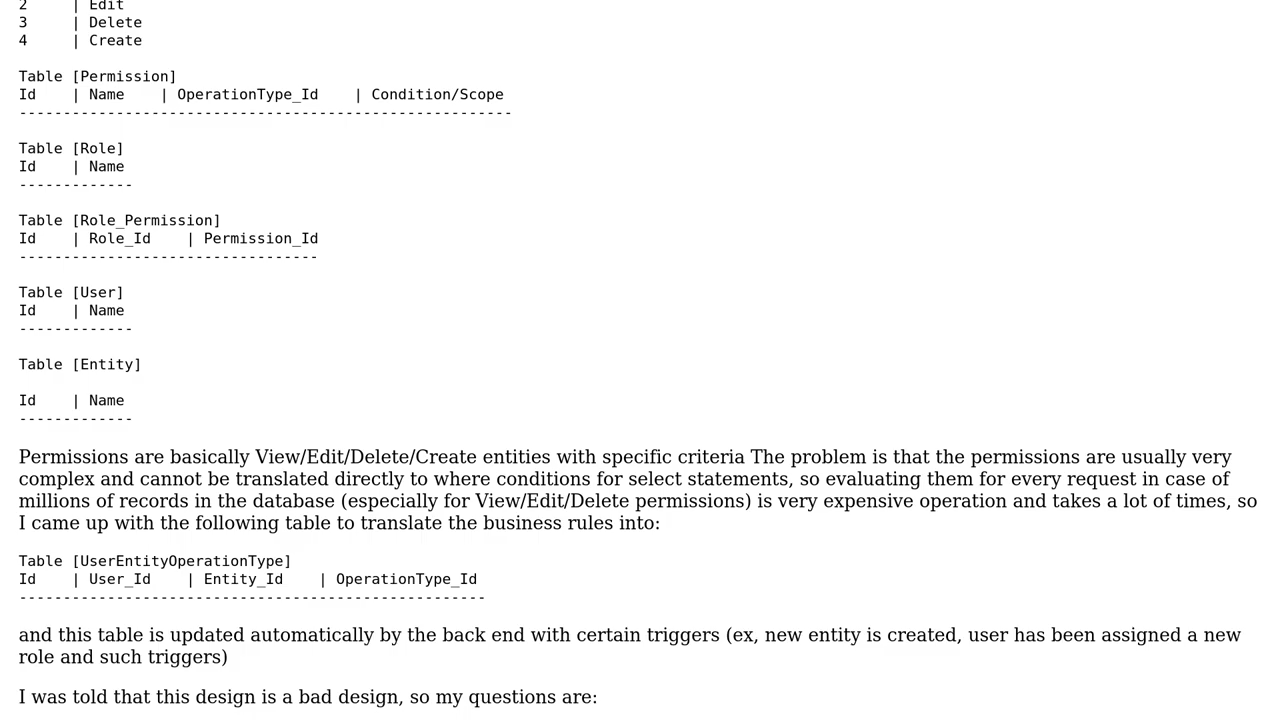 2     | Edit
3     | Delete
4     | Create
Table [Permission]
Id    | Name    | OperationType_Id    | Condition/Scope
--------------------------------------------------------
Table [Role]
Id    | Name
-------------
Table [Role_Permission]
Id    | Role_Id    | Permission_Id
----------------------------------
Table [User]
Id    | Name
-------------
Table [Entity]
Id    | Name
-------------
Permissions are basically View/Edit/Delete/Create entities with specific criteria The problem is that the permissions are usually very
complex and cannot be translated directly to where conditions for select statements, so evaluating them for every request in case of
millions of records in the database (especially for View/Edit/Delete permissions) is very expensive operation and takes a lot of times, so
I came up with the following table to translate the business rules into:
Table [UserEntityOperationType]
Id    | User_Id    | Entity_Id    | OperationType_Id
-----------------------------------------------------
and this table is updated automatically by the back end with certain triggers (ex, new entity is created, user has been assigned a new
role and such triggers)
I was told that this design is a bad design, so my questions are: